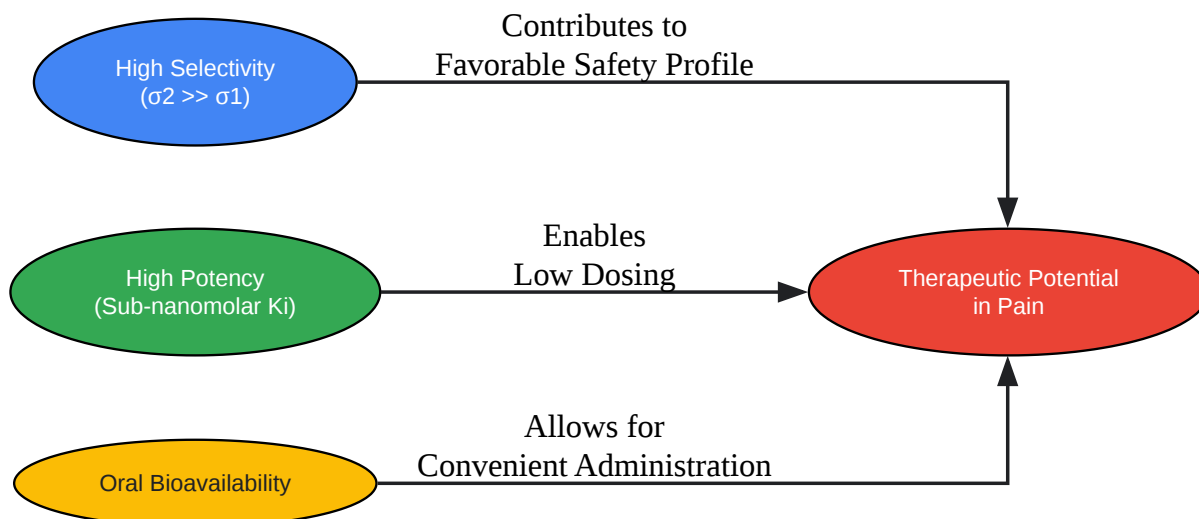 Contributes to
Favorable Safety Profile
High Selectivity
(σ2 >> σ1)
Enables
Low Dosing
High Potency
(Sub-nanomolar Ki)
Therapeutic Potential
in Pain
Allows for
Convenient Administration
Oral Bioavailability